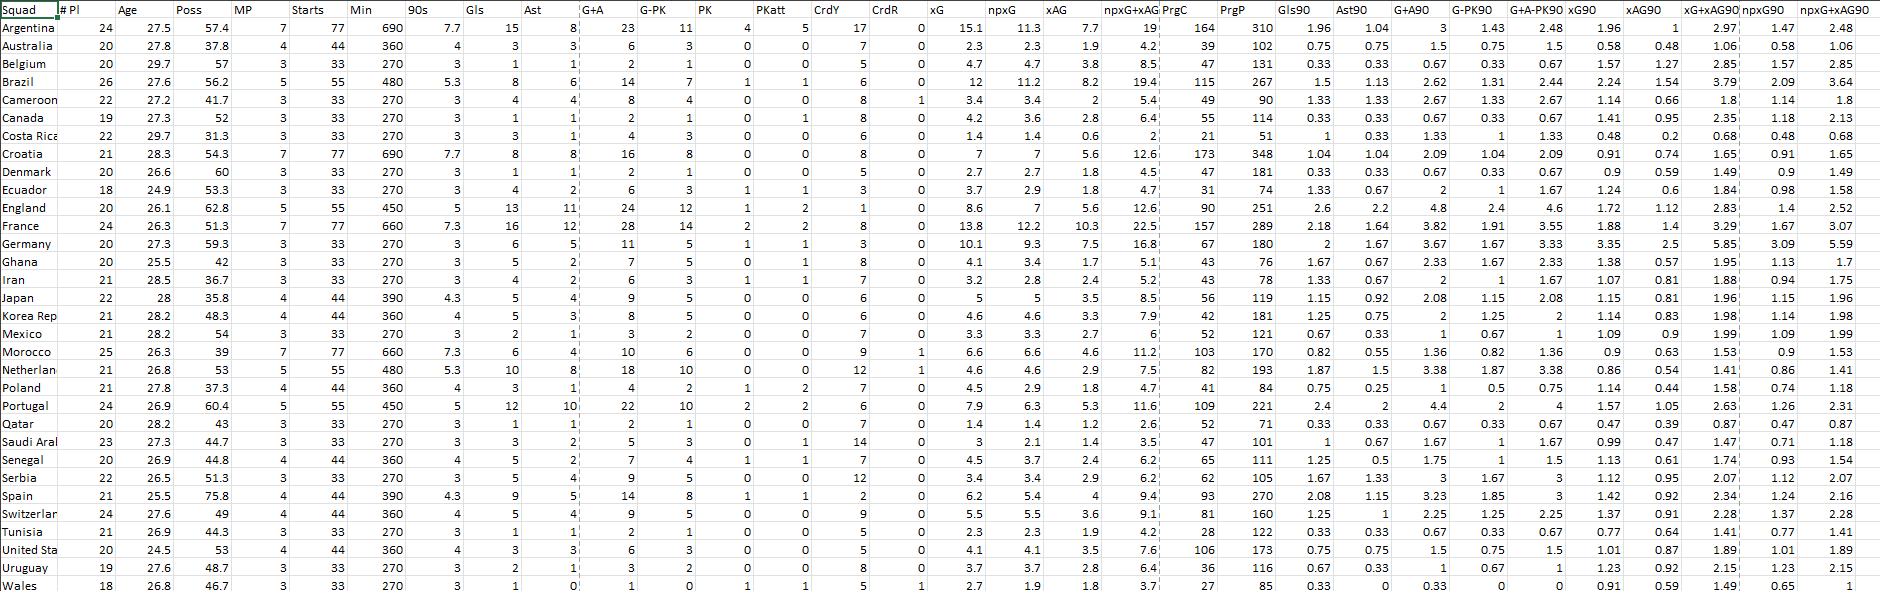 Squad # Pl Age Poss MP Starts Min 90s Gls Ast G+A G-PK PK PKatt CrdY CrdR xG npxG xAG npxG+xAG PrgC PrgP Gls90 Ast90 G+A90 G-PK90 G+A-PK90 xG90 xAG90 xG+xAG90 npxG90 npxG+xAG90
Argentina 24 27.5 57.4 7 77 690 7.7 15 8 23 11 4 5 17 0 15.1 11.3 7.7 19 164 310 1.96 1.04 3 1.43 2.48 1.96 1 2.97 1.47 2.48
Australia 20 27.8 37.8 4 44 360 4 3 3 6 3 0 0 7 0 2.3 2.3 1.9 4.2 39 102 0.75 0.75 1.5 0.75 1.5 0.58 0.48 1.06 0.58 1.06
Belgium 20 29.7 57 3 33 270 3 1 1 2 1 0 0 5 0 4.7 4.7 3.8 8.5 47 131 0.33 0.33 0.67 0.33 0.67 1.57 1.27 2.85 1.57 2.85
Brazil 26 27.6 56.2 5 55 480 5.3 8 6 14 7 1 1 6 0 12 11.2 8.2 19.4 115 267 1.5 1.13 2.62 1.31 2.44 2.24 1.54 3.79 2.09 3.64
Cameroon 22 27.2 41.7 3 33 270 3 4 4 8 4 0 0 8 1 3.4 3.4 2 5.4 49 90 1.33 1.33 2.67 1.33 2.67 1.14 0.66 1.8 1.14 1.8
Canada 19 27.3 52 3 33 270 3 1 1 2 1 0 1 8 0 4.2 3.6 2.8 6.4 55 114 0.33 0.33 0.67 0.33 0.67 1.41 0.95 2.35 1.18 2.13
Costa Rica 22 29.7 31.3 3 33 270 3 3 1 4 3 0 0 6 0 1.4 1.4 0.6 2 21 51 1 0.33 1.33 1 1.33 0.48 0.2 0.68 0.48 0.68
Croatia 21 28.3 54.3 7 77 690 7.7 8 8 16 8 0 0 8 0 7 7 5.6 12.6 173 348 1.04 1.04 2.09 1.04 2.09 0.91 0.74 1.65 0.91 1.65
Denmark 20 26.6 60 3 33 270 3 1 1 2 1 0 0 5 0 2.7 2.7 1.8 4.5 47 181 0.33 0.33 0.67 0.33 0.67 0.9 0.59 1.49 0.9 1.49
Ecuador 18 24.9 53.3 3 33 270 3 4 2 6 3 1 1 3 0 3.7 2.9 1.8 4.7 31 74 1.33 0.67 2 1 1.67 1.24 0.6 1.84 0.98 1.58
England 20 26.1 62.8 5 55 450 5 13 11 24 12 1 2 1 0 8.6 7 5.6 12.6 90 251 2.6 2.2 4.8 2.4 4.6 1.72 1.12 2.83 1.4 2.52
France 24 26.3 51.3 7 77 660 7.3 16 12 28 14 2 2 8 0 13.8 12.2 10.3 22.5 157 289 2.18 1.64 3.82 1.91 3.55 1.88 1.4 3.29 1.67 3.07
Germany 20 27.3 59.3 3 33 270 3 6 5 11 5 1 1 3 0 10.1 9.3 7.5 16.8 67 180 2 1.67 3.67 1.67 3.33 3.35 2.5 5.85 3.09 5.59
Ghana 20 25.5 42 3 33 270 3 5 2 7 5 0 1 8 0 4.1 3.4 1.7 5.1 43 76 1.67 0.67 2.33 1.67 2.33 1.38 0.57 1.95 1.13 1.7
Iran 21 28.5 36.7 3 33 270 3 4 2 6 3 1 1 7 0 3.2 2.8 2.4 5.2 43 78 1.33 0.67 2 1 1.67 1.07 0.81 1.88 0.94 1.75
Japan 22 28 35.8 4 44 390 4.3 5 4 9 5 0 0 6 0 5 5 3.5 8.5 56 119 1.15 0.92 2.08 1.15 2.08 1.15 0.81 1.96 1.15 1.96
Korea Rep 21 28.2 48.3 4 44 360 4 5 3 8 5 0 0 6 0 4.6 4.6 3.3 7.9 42 181 1.25 0.75 2 1.25 2 1.14 0.83 1.98 1.14 1.98
Mexico 21 28.2 54 3 33 270 3 2 1 3 2 0 0 7 0 3.3 3.3 2.7 6 52 121 0.67 0.33 1 0.67 1 1.09 0.9 1.99 1.09 1.99
Morocco 25 26.3 39 7 77 660 7.3 6 4 10 6 0 0 9 1 6.6 6.6 4.6 11.2 103 170 0.82 0.55 1.36 0.82 1.36 0.9 0.63 1.53 0.9 1.53
Netherlan 21 26.8 53 5 55 480 5.3 10 8 18 10 0 0 12 1 4.6 4.6 2.9 7.5 82 193 1.87 1.5 3.38 1.87 3.38 0.86 0.54 1.41 0.86 1.41
Poland 21 27.8 37.3 4 44 360 4 3 1 4 2 1 2 7 0 4.5 2.9 1.8 4.7 41 84 0.75 0.25 1 0.5 0.75 1.14 0.44 1.58 0.74 1.18
Portugal 24 26.9 60.4 5 55 450 5 12 10 22 10 2 2 6 0 7.9 6.3 5.3 11.6 109 221 2.4 2 4.4 2 4 1.57 1.05 2.63 1.26 2.31
Qatar 20 28.2 43 3 33 270 3 1 1 2 1 0 0 7 0 1.4 1.4 1.2 2.6 52 71 0.33 0.33 0.67 0.33 0.67 0.47 0.39 0.87 0.47 0.87
Saudi Aral 23 27.3 44.7 3 33 270 3 3 2 5 3 0 1 14 0 3 2.1 1.4 3.5 47 101 1 0.67 1.67 1 1.67 0.99 0.47 1.47 0.71 1.18
Senegal 20 26.9 44.8 4 44 360 4 5 2 7 4 1 1 7 0 4.5 3.7 2.4 6.2 65 111 1.25 0.5 1.75 1 1.5 1.13 0.61 1.74 0.93 1.54
Serbia 22 26.5 51.3 3 33 270 3 5 4 9 5 0 0 12 0 3.4 3.4 2.9 6.2 62 105 1.67 1.33 3 1.67 3 1.12 0.95 2.07 1.12 2.07
Spain 21 25.5 75.8 4 44 390 4.3 9 5 14 8 1 1 2 0 6.2 5.4 4 9.4 93 270 2.08 1.15 3.23 1.85 3 1.42 0.92 2.34 1.24 2.16
Switzerlar 24 27.6 49 4 44 360 4 5 4 9 5 0 0 9 0 5.5 5.5 3.6 9.1 81 160 1.25 1 2.25 1.25 2.25 1.37 0.91 2.28 1.37 2.28
Tunisia 21 26.9 44.3 3 33 270 3 1 1 2 1 0 0 5 0 2.3 2.3 1.9 4.2 28 122 0.33 0.33 0.67 0.33 0.67 0.77 0.64 1.41 0.77 1.41
United Sta 20 24.5 53 4 44 360 4 3 3 6 3 0 0 5 0 4.1 4.1 3.5 7.6 106 173 0.75 0.75 1.5 0.75 1.5 1.01 0.87 1.89 1.01 1.89
Uruguay 19 27.6 48.7 3 33 270 3 2 1 3 2 0 0 8 0 3.7 3.7 2.8 6.4 36 116 0.67 0.33 1 0.67 1 1.23 0.92 2.15 1.23 2.15
Wales 18 26.8 46.7 3 33 270 3 1 0 1 0 1 1 5 1 2.7 1.9 1.8 3.7 27 85 0.33 0 0.33 0 0 0.91 0.59 1.49 0.65 1